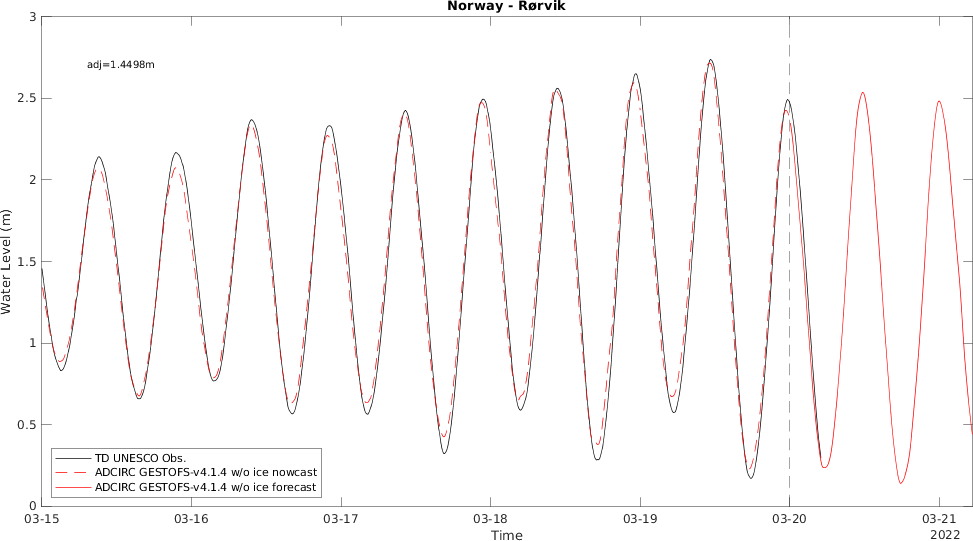 Norway - Rørvik
adj=1.4498m
Water Level (m)
3
2.5
2
1.5
1
0.5
0
TD UNESCO Obs.
ADCIRC GESTOFS-v4.1.4 w/o ice nowcast
ADCIRC GESTOFS-v4.1.4 w/o ice forecast
03-15 03-16 03-17 03-18 03-19 03-20 03-21
Time
2022